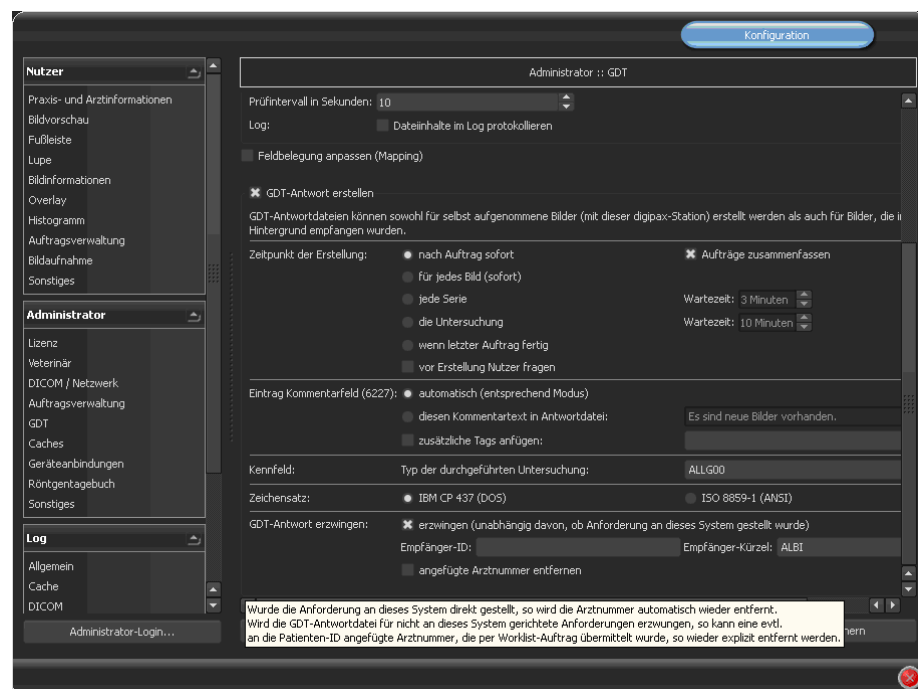 Konfiguration
Nutzer
Praxis- und Arztinformationen
Bildvorschau
Fußleiste
Lupe
Bildinformationen
Overlay
Histogramm
Auftragsverwaltung
Bildaufnahme
Sonstiges
Administrator
Lizenz
Veterinär
DICOM / Netzwerk
Auftragsverwaltung
GDT
Caches
Geräteanbindungen
Röntgentagebuch
Sonstiges
Log
Allgemein
Cache
DICOM
Administrator-Login...
Administrator :: GDT
Prüfintervall in Sekunden: 10
Log: Dateiinhalte im Log protokollieren
Feldbelegung anpassen (Mapping)
GDT-Antwort erstellen
GDT-Antwortdateien können sowohl für selbst aufgenommene Bilder (mit dieser digipax-Station) erstellt werden als auch für Bilder, die i
Hintergrund empfangen wurden.
Zeitpunkt der Erstellung: nach Auftrag sofort Aufträge zusammenfassen
für jedes Bild (sofort)
jede Serie Wartezeit: 3 Minuten
die Untersuchung Wartezeit: 10 Minuten
wenn letzter Auftrag fertig
vor Erstellung Nutzer fragen
Eintrag Kommentarfeld (6227): automatisch (entsprechend Modus)
diesen Kommentartext in Antwortdatei: Es sind neue Bilder vorhanden.
zusätzliche Tags anfügen:
Kennfeld: Typ der durchgeführten Untersuchung: ALLG00
Zeichensatz: IBM CP 437 (DOS) ISO 8859-1 (ANSI)
GDT-Antwort erzwingen: erzwingen (unabhängig davon, ob Anforderung an dieses System gestellt wurde)
Empfänger-ID: Empfänger-Kürzel: ALBI
angefügte Arztnummer entfernen
Wurde die Anforderung an dieses System direkt gestellt, so wird die Arztnummer automatisch wieder entfernt.
Wird die GDT-Antwortdatei für nicht an dieses System gerichtete Anforderungen erzwungen, so kann eine evtl.
an die Patienten-ID angefügte Arztnummer, die per Worklist-Auftrag übermittelt wurde, so wieder explizit entfernt werden.
hern